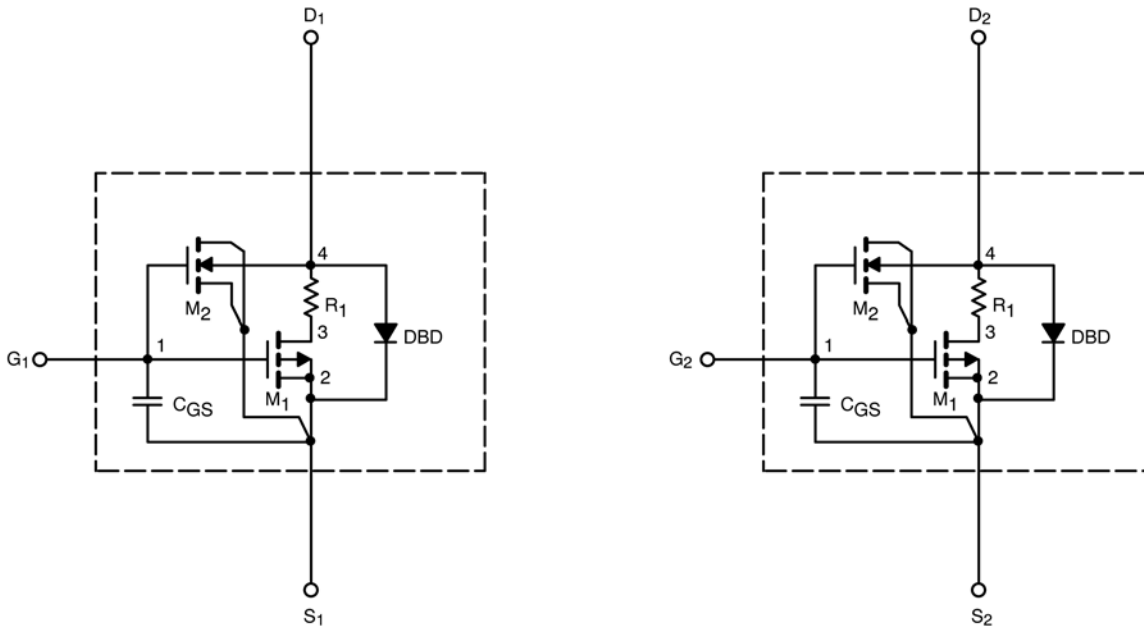 D1 D2
4 4
M2 R1 M2 R1
3 3
DBD DBD
G1 1 G2 1
2 2
M1 M1
CGS CGS
S1 S2